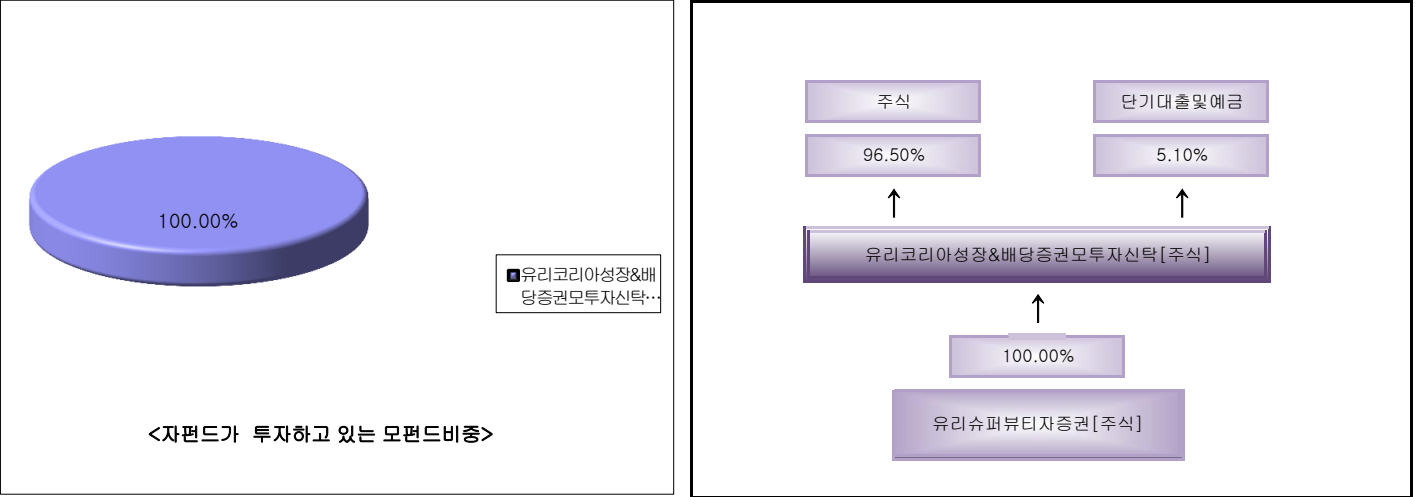 100.00%
유리코리아성장&배
당증권모투자신탁…
<자펀드가 투자하고 있는 모펀드비중>
주식
단기대출및예금
96.50%
5.10%
유리코리아성장&배당증권모투자신탁[주식]
100.00%
유리슈퍼뷰티자증권[주식]